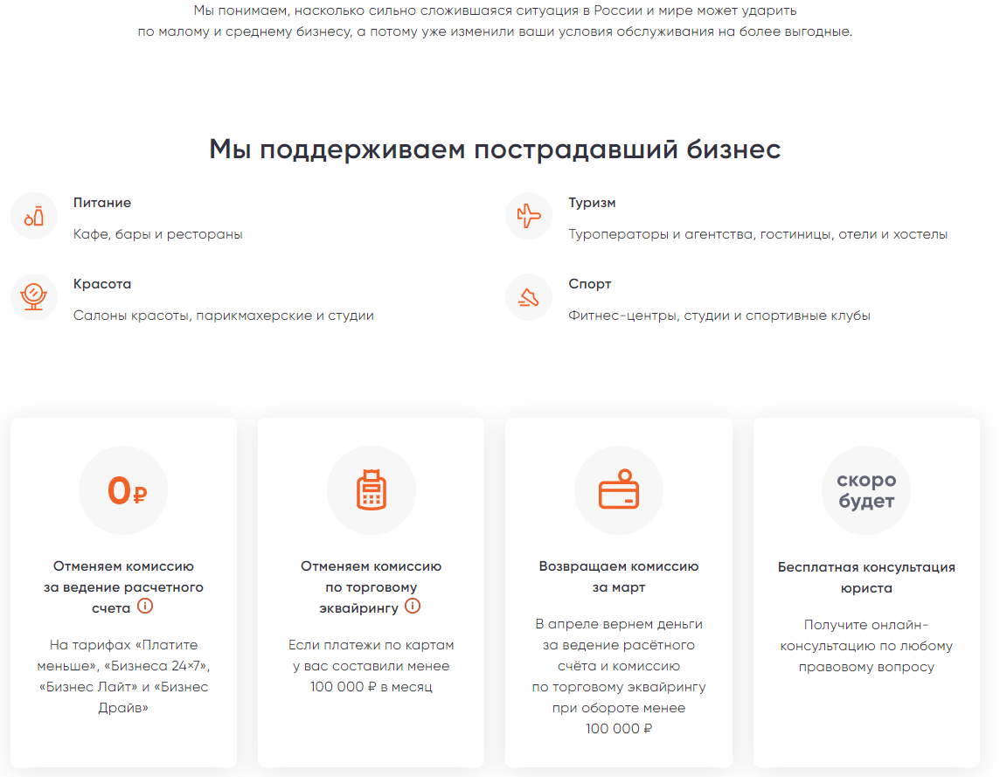 Мы понимаем, насколько сильно сложившаяся ситуация в России и мире может ударить
по малому и среднему бизнесу, а потому уже изменили ваши условия обслуживания на более выгодные.
Мы поддерживаем пострадавший бизнес
Питание
Кафе, бары и рестораны
Туризм
Туроператоры и агентства, гостиницы, отели и хостелы
Красота
Салоны красоты, парикмахерские и студии
Спорт
Фитнес-центры, студии и спортивные клубы
0 ₽
Отменяем комиссию
за ведение расчетного
счета
На тарифах «Платите
меньше», «Бизнеса 24×7»,
«Бизнес Лайт» и «Бизнес
Драйв»
Отменяем комиссию
по торговому
эквайрингу
Если платежи по картам
у вас составили менее
100 000 ₽ в месяц
Возвращаем комиссию
за март
В апреле вернем деньги
за ведение расётного
счёта и комиссию
по торговому эквайрингу
при обороте менее
100 000 ₽
скоро
будет
Бесплатная консультация
юриста
Получите онлайн-
консультацию по любому
правовому вопросу